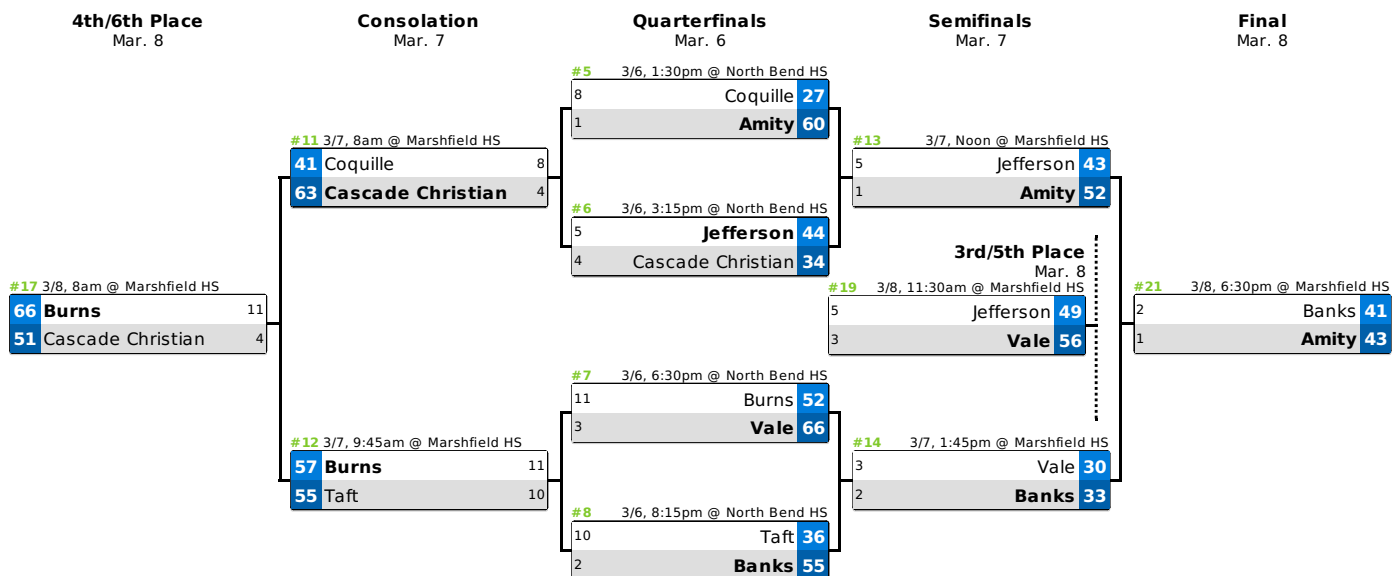 4th/6th Place
Mar. 8
Consolation
Mar. 7
Quarterfinals
Mar. 6
Semifinals
Mar. 7
Final
Mar. 8
#5 3/6, 1:30pm @ North Bend HS
8 Coquille 27
1 Amity 60
#11 3/7, 8am @ Marshfield HS
41 Coquille 8
63 Cascade Christian 4
#13 3/7, Noon @ Marshfield HS
5 Jefferson 43
1 Amity 52
#6 3/6, 3:15pm @ North Bend HS
5 Jefferson 44
4 Cascade Christian 34
3rd/5th Place
Mar. 8
#17 3/8, 8am @ Marshfield HS
66 Burns 11
51 Cascade Christian 4
#19 3/8, 11:30am @ Marshfield HS
5 Jefferson 49
3 Vale 56
#21 3/8, 6:30pm @ Marshfield HS
2 Banks 41
1 Amity 43
#7 3/6, 6:30pm @ North Bend HS
11 Burns 52
3 Vale 66
#12 3/7, 9:45am @ Marshfield HS
57 Burns 11
55 Taft 10
#14 3/7, 1:45pm @ Marshfield HS
3 Vale 30
2 Banks 33
#8 3/6, 8:15pm @ North Bend HS
10 Taft 36
2 Banks 55